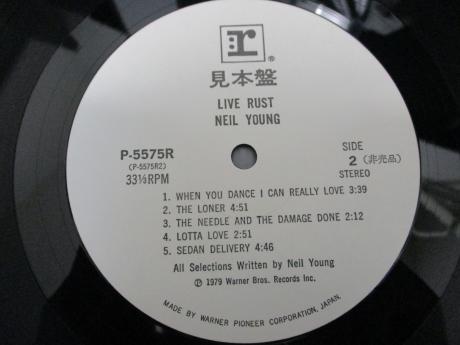 r®
見本盤
LIVE RUST
NEIL YOUNG
P-5575R
(P-5575R2)
33⅓RPM
SIDE
2 (非売品)
STEREO
1. WHEN YOU DANCE I CAN REALLY LOVE 3:39
2. THE LONER 4:51
3. THE NEEDLE AND THE DAMAGE DONE 2:12
4. LOTTA LOVE 2:51
5. SEDAN DELIVERY 4:46
All Selections Written by Neil Young
Ⓟ 1979 Warner Bros. Records Inc.
MADE BY WARNER PIONEER CORPORATION, JAPAN.